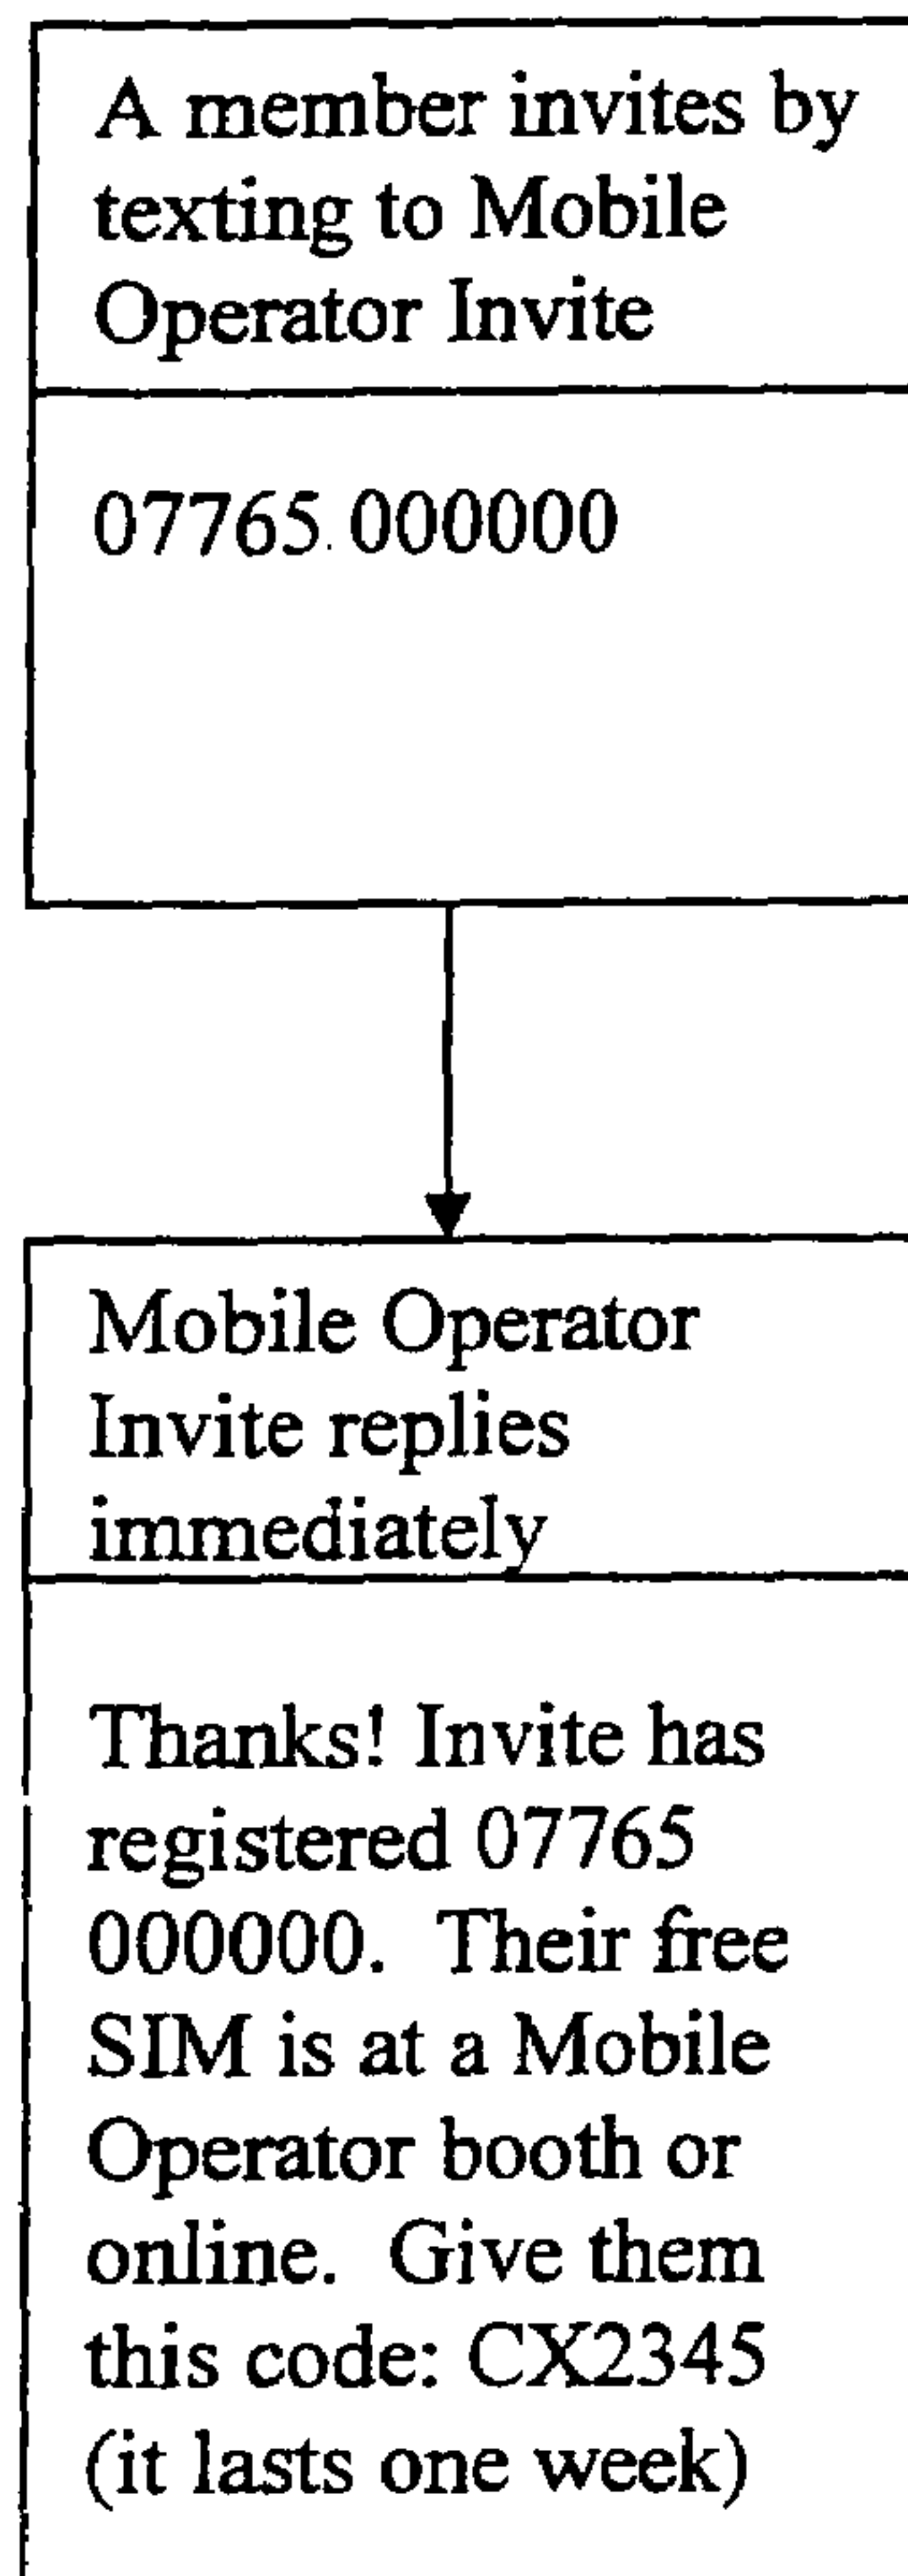 A member invites by
texting to Mobile
Operator Invite
07765 000000
Mobile Operator
Invite replies
immediately
Thanks! Invite has
registered 07765
000000.  Their free
SIM is at a Mobile
Operator booth or
online.  Give them
this code: CX2345
(it lasts one week)